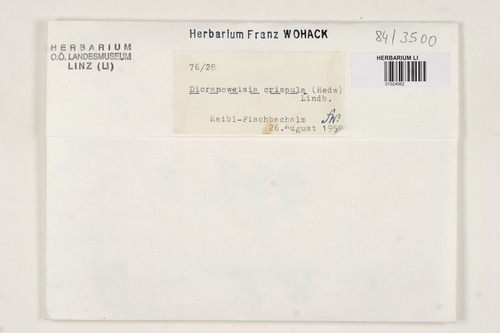 Herbarium Franz WOHACK
84/3500
HERBARIUM
O.Ö. LANDESMUSEUM
LINZ (LI)
HERBARIUM LI
01024562
76/28
Dicranoweisia crispula (Hedw)
Lindb.
Raibl-Fischbachalm
26.August